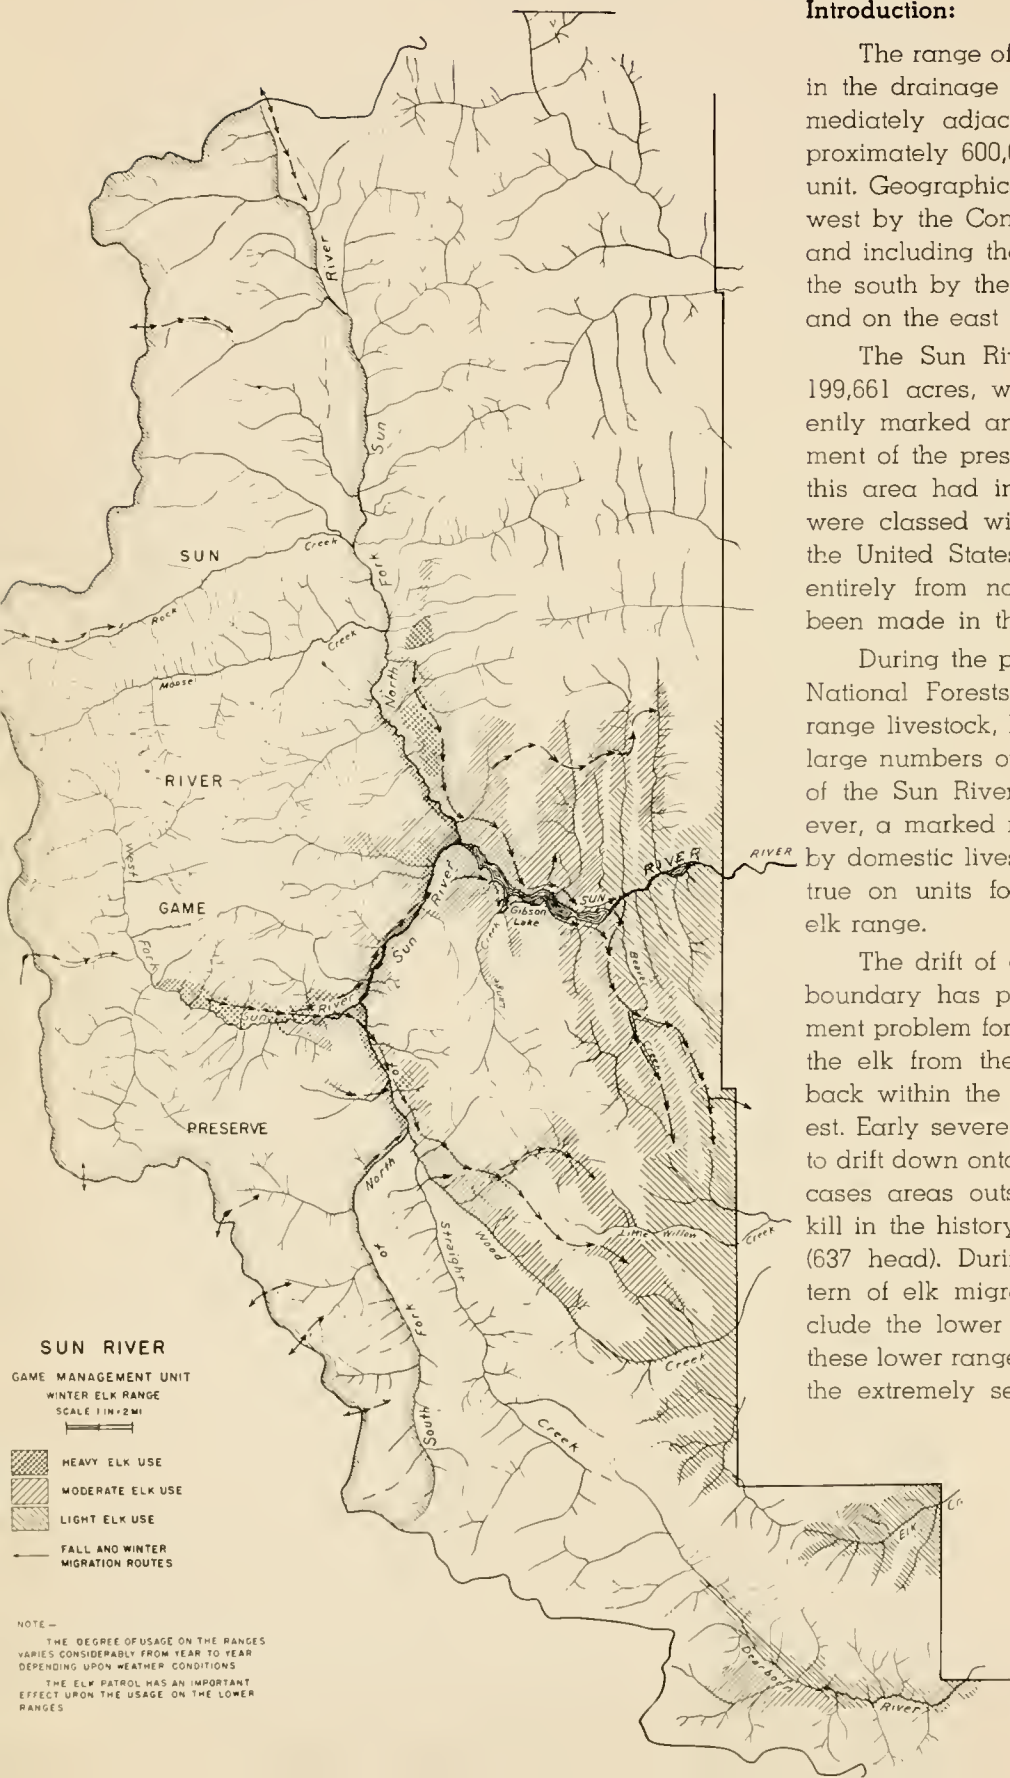 Introduction:
The range of
in the drainage
mediately adjac
proximately 600,
unit. Geographic
west by the Con
and including the
the south by the
and on the east
The Sun Ri
199,661 acres, w
ently marked an
ment of the pres
this area had in
were classed wi
the United States
entirely from no
been made in th
During the p
National Forests
range livestock,
large numbers o
of the Sun River
ever, a marked
by domestic lives
true on units fo
elk range.
The drift of
boundary has p
ment problem for
the elk from the
back within the
est. Early severe
to drift down onto
cases areas outs
kill in the history
(637 head). Duri
tern of elk migr
clude the lower
these lower range
the extremely se
River
Sun
Fork
North
SUN
Rock
Creek
Moose
Creek
RIVER
GAME
PRESERVE
West
Fork
Sun
River
Sun
River
Gibson
Lake
SUN
RIVER
RIVER
Beaver
Creek
Creek
North
of
Fork
South
Straight
Creek
Wood
Creek
Little Willow
Creek
Elk
Cr.
Dearborn
River
SUN RIVER
GAME MANAGEMENT UNIT
WINTER ELK RANGE
SCALE 1 IN = 2 MI
HEAVY ELK USE
MODERATE ELK USE
LIGHT ELK USE
FALL AND WINTER
MIGRATION ROUTES
NOTE —
THE DEGREE OF USAGE ON THE RANGES
VARIES CONSIDERABLY FROM YEAR TO YEAR
DEPENDING UPON WEATHER CONDITIONS
THE ELK PATROL HAS AN IMPORTANT
EFFECT UPON THE USAGE ON THE LOWER
RANGES